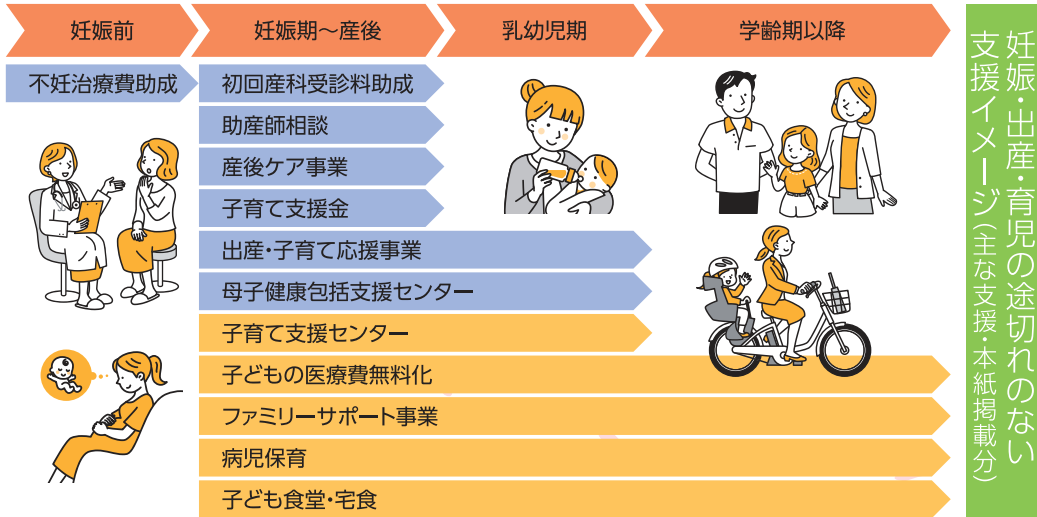 妊娠前
妊娠期〜産後
乳幼児期
学齢期以降
不妊治療費助成
初回産科受診料助成
助産師相談
産後ケア事業
子育て支援金
出産・子育て応援事業
母子健康包括支援センター
子育て支援センター
子どもの医療費無料化
ファミリーサポート事業
病児保育
子ども食堂・宅食
妊娠・出産・育児の途切れのない
支援イメージ（主な支援・本紙掲載分）